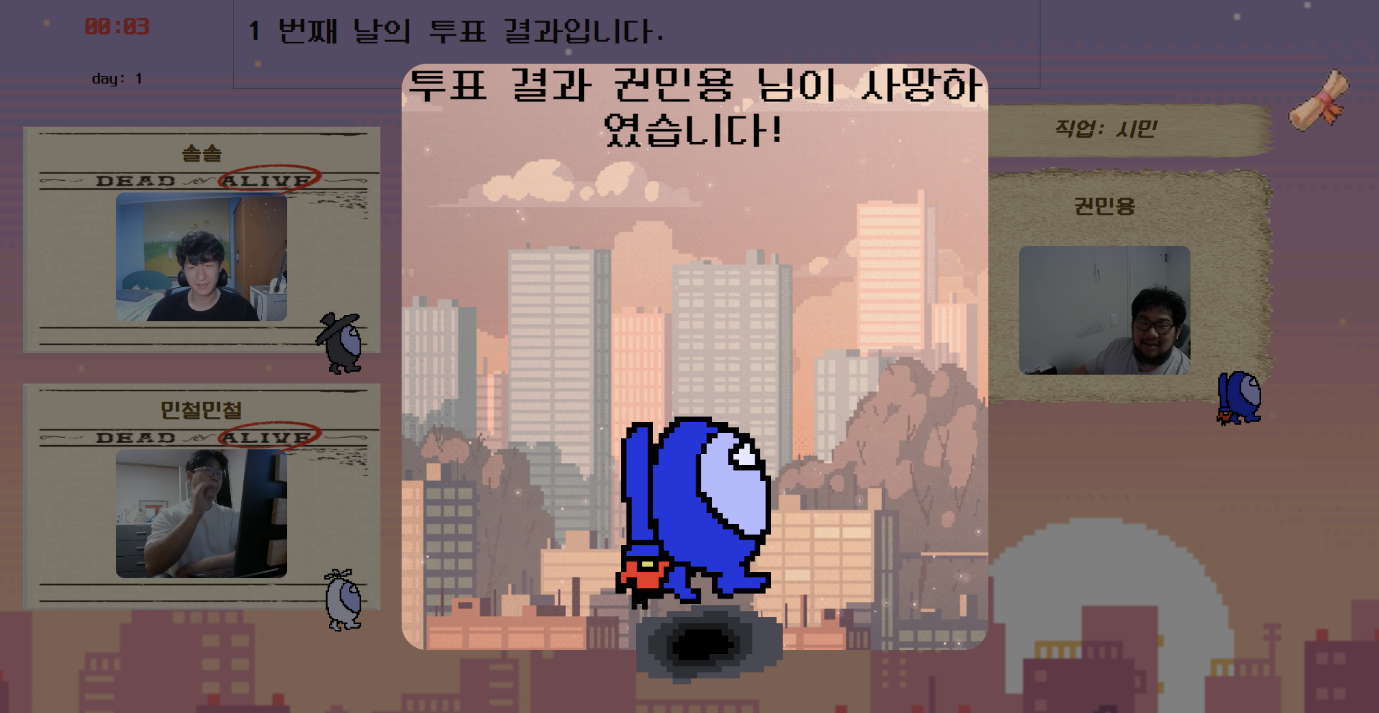 00:03
day: 1
1 번째 날의 투표 결과입니다.
투표 결과 권민용 님이 사망하
였습니다!
솔솔
DEAD or ALIVE
민철민철
DEAD or ALIVE
직업: 시민
권민용